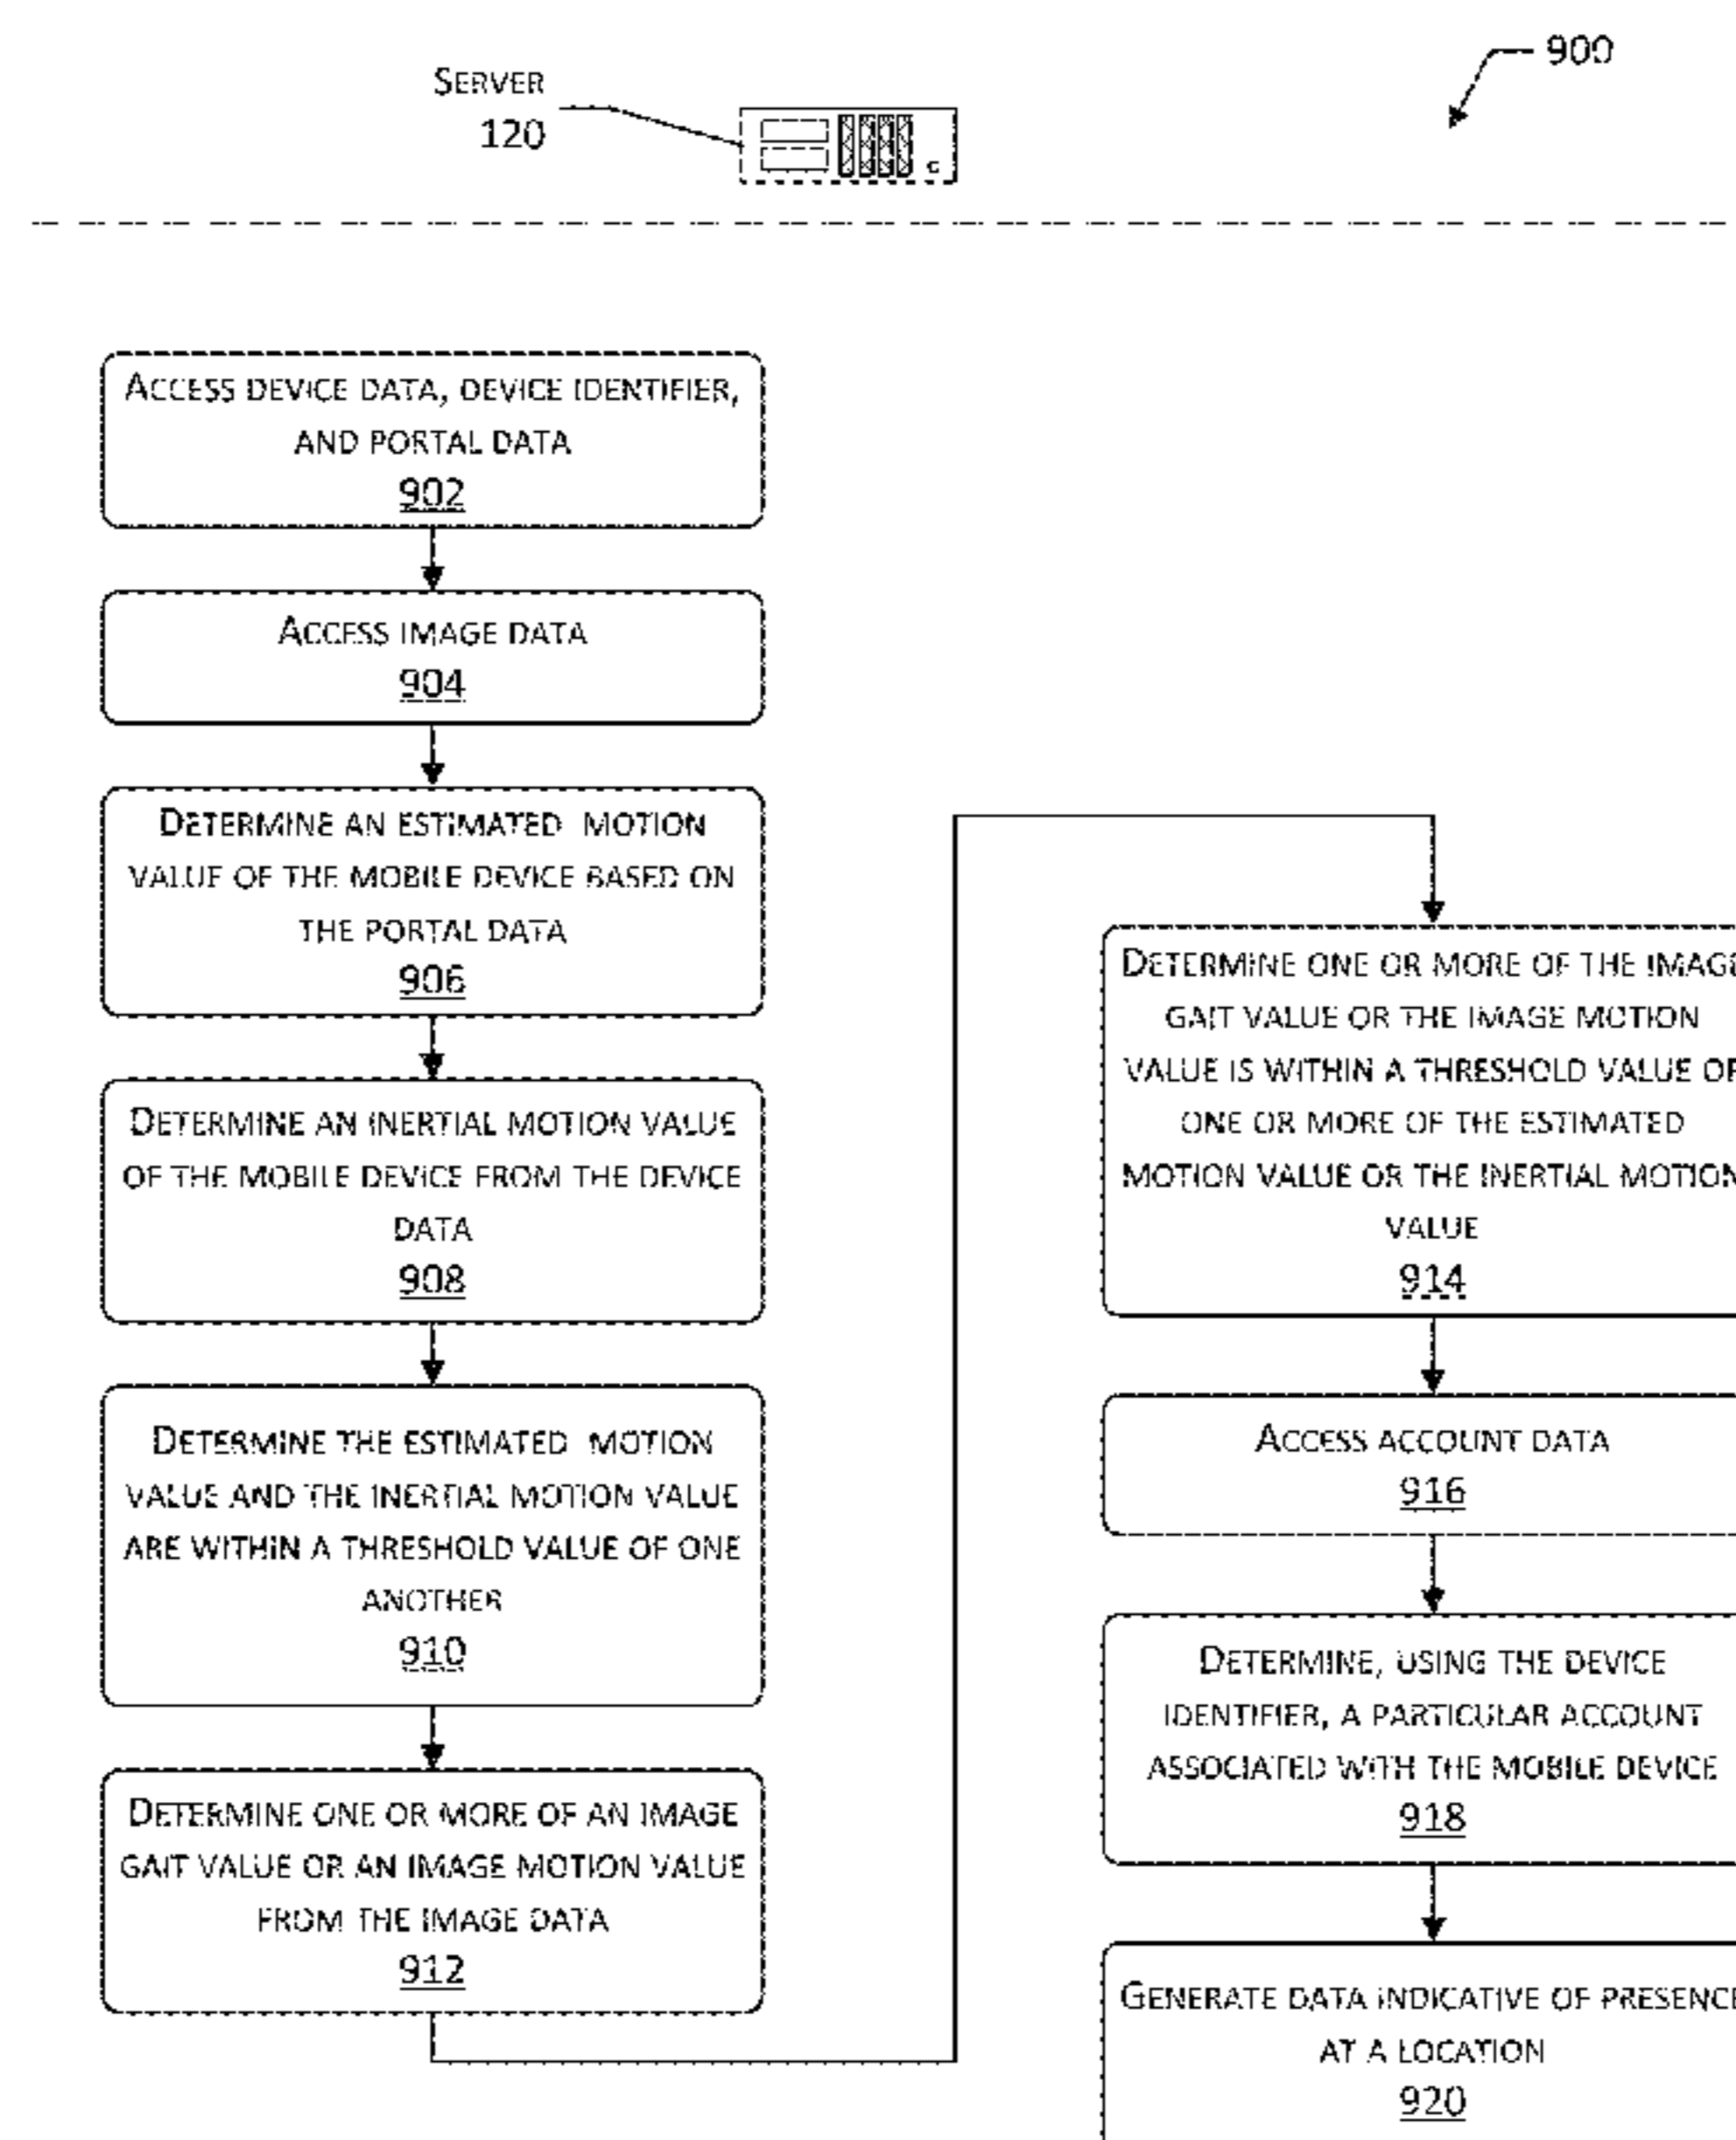 SERVER
120
900
ACCESS DEVICE DATA, DEVICE IDENTIFIER,
AND PORTAL DATA
902
ACCESS IMAGE DATA
904
DETERMINE AN ESTIMATED MOTION
VALUE OF THE MOBILE DEVICE BASED ON
THE PORTAL DATA
906
DETERMINE AN INERTIAL MOTION VALUE
OF THE MOBILE DEVICE FROM THE DEVICE
DATA
908
DETERMINE THE ESTIMATED MOTION
VALUE AND THE INERTIAL MOTION VALUE
ARE WITHIN A THRESHOLD VALUE OF ONE
ANOTHER
910
DETERMINE ONE OR MORE OF AN IMAGE
GAIT VALUE OR AN IMAGE MOTION VALUE
FROM THE IMAGE DATA
912
DETERMINE ONE OR MORE OF THE IMAGE
GAIT VALUE OR THE IMAGE MOTION
VALUE IS WITHIN A THRESHOLD VALUE OF
ONE OR MORE OF THE ESTIMATED
MOTION VALUE OR THE INERTIAL MOTION
VALUE
914
ACCESS ACCOUNT DATA
916
DETERMINE, USING THE DEVICE
IDENTIFIER, A PARTICULAR ACCOUNT
ASSOCIATED WITH THE MOBILE DEVICE
918
GENERATE DATA INDICATIVE OF PRESENCE
AT A LOCATION
920